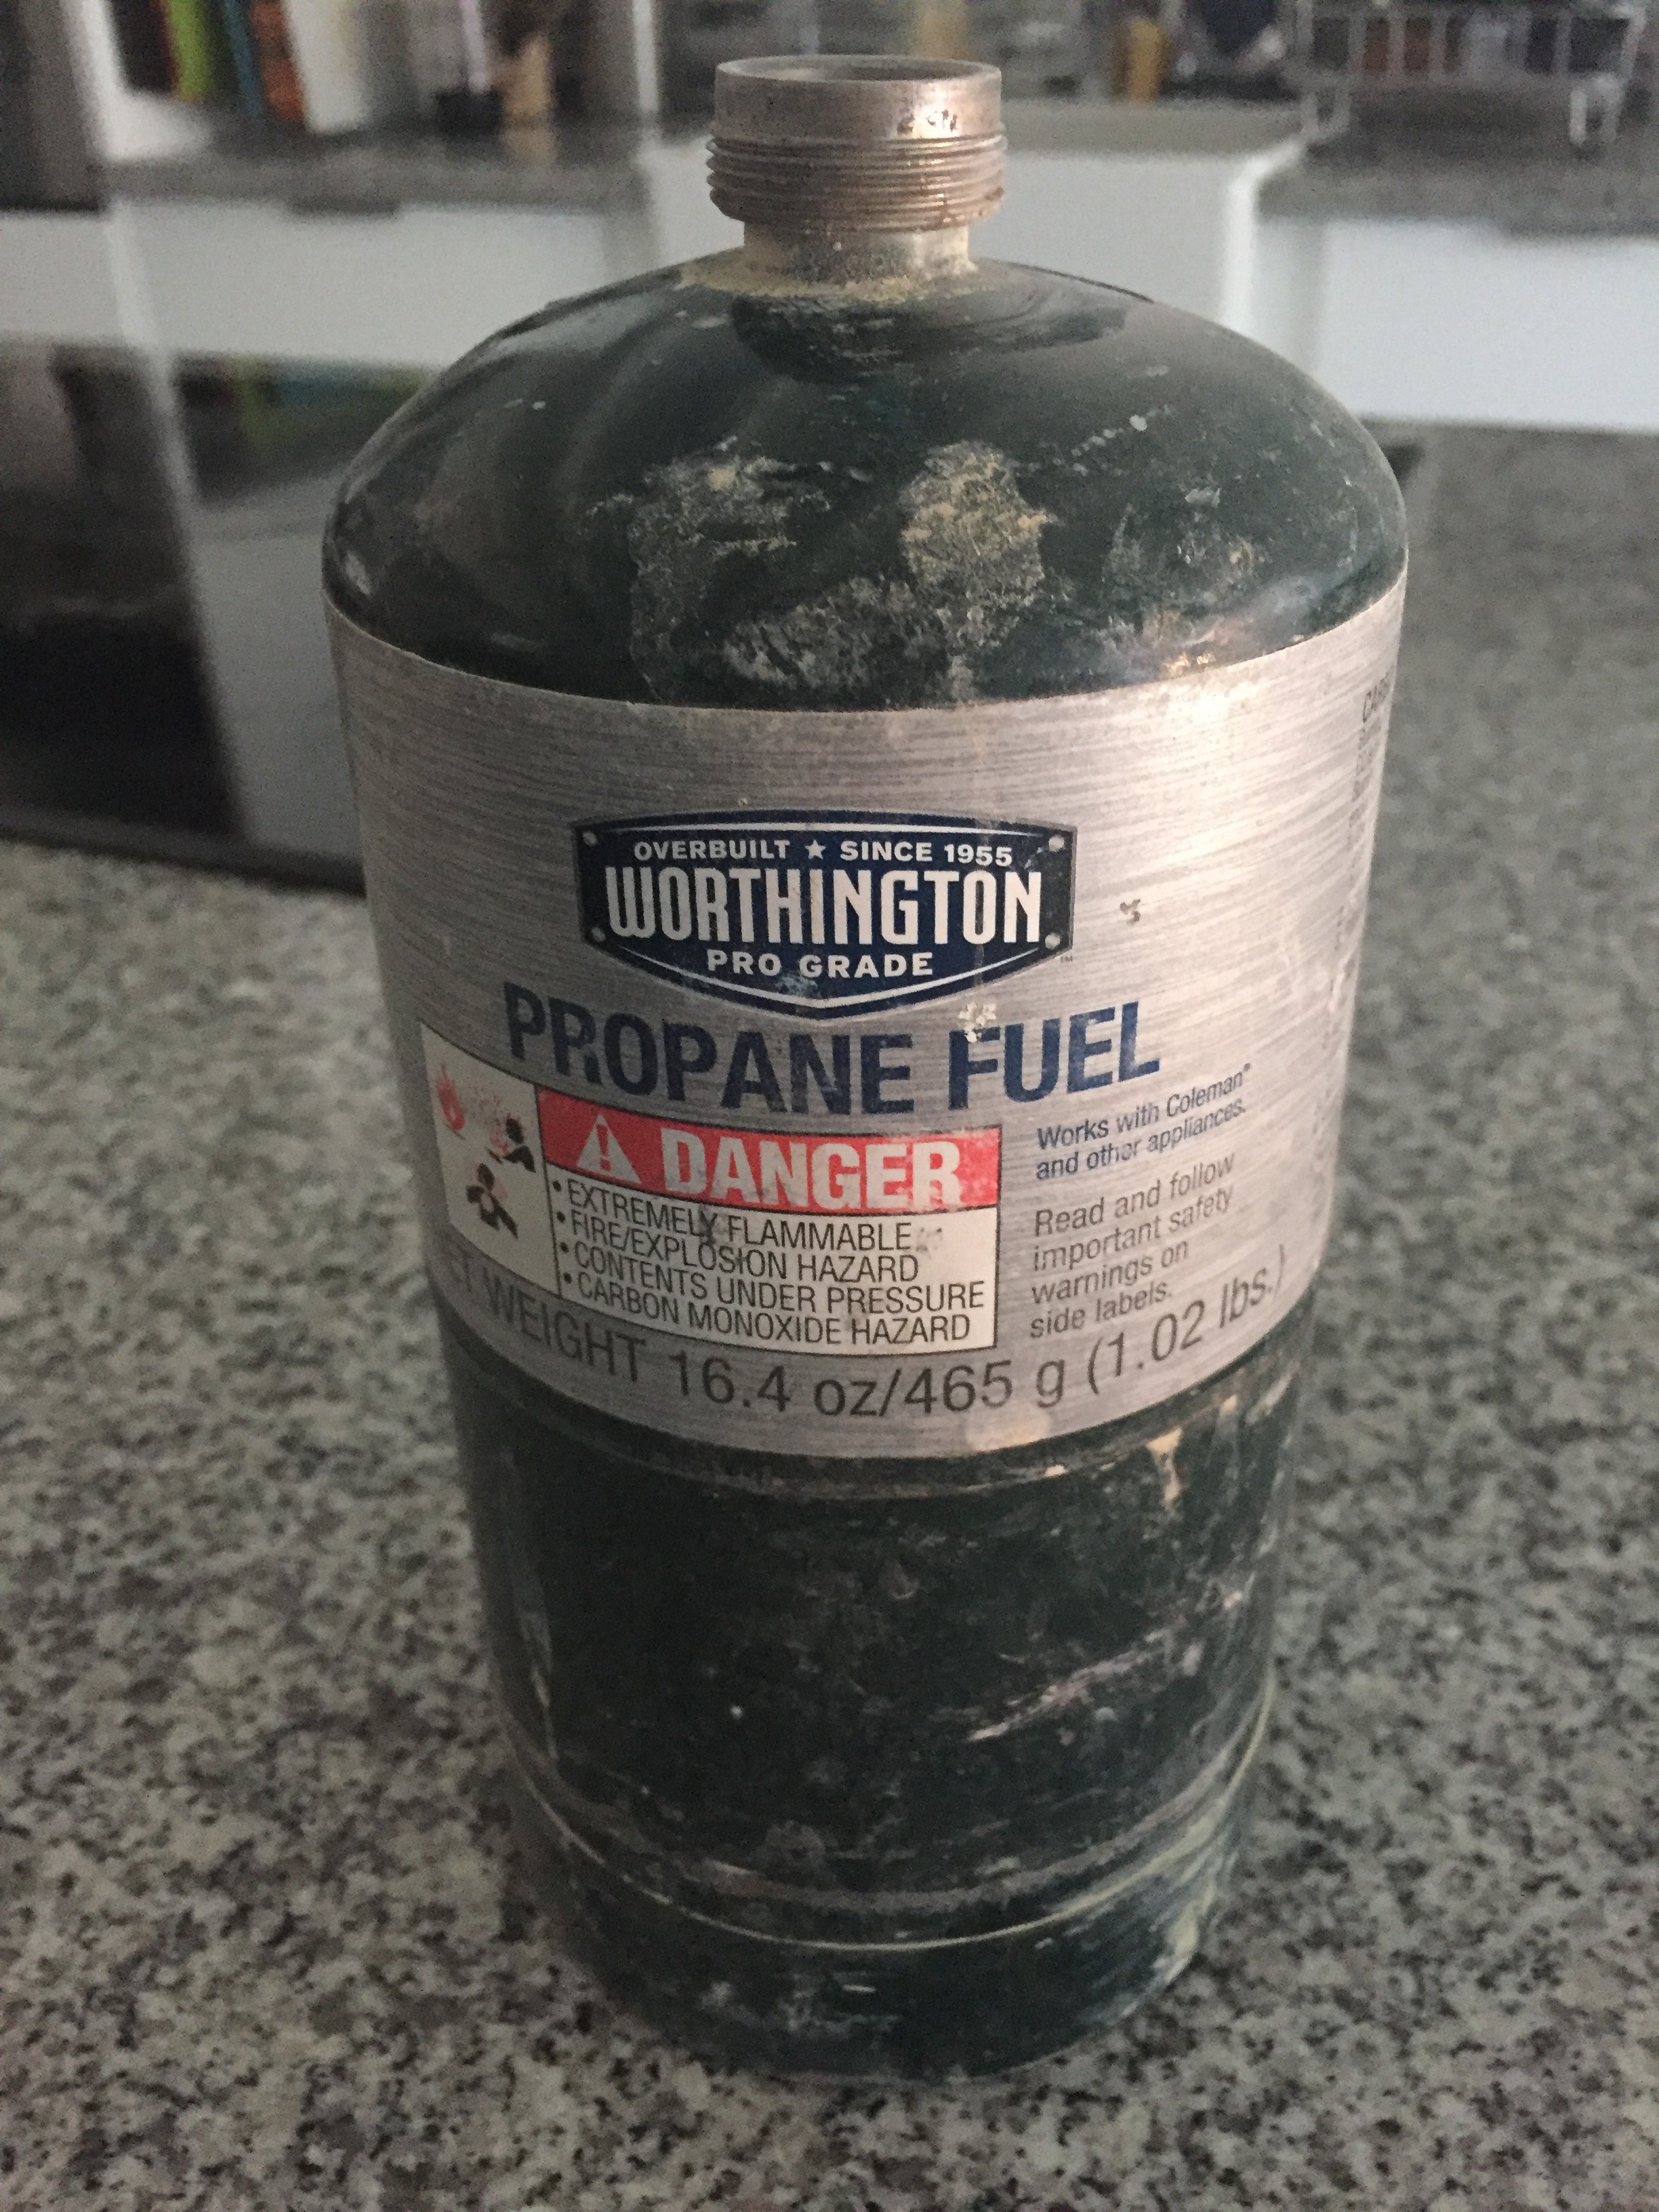 OVERBUILT ★ SINCE 1955
WORTHINGTON
PRO GRADE
TM
PROPANE FUEL
DANGER
• EXTREMELY FLAMMABLE
• FIRE/EXPLOSION HAZARD
• CONTENTS UNDER PRESSURE
• CARBON MONOXIDE HAZARD
Works with Coleman®
and other appliances.
Read and follow
important safety
warnings on
side labels.
ET WEIGHT 16.4 oz/465 g (1.02 lbs.)